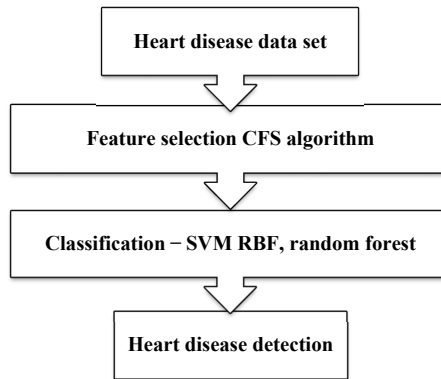 Heart disease data set
Feature selection CFS algorithm
Classification − SVM RBF, random forest
Heart disease detection